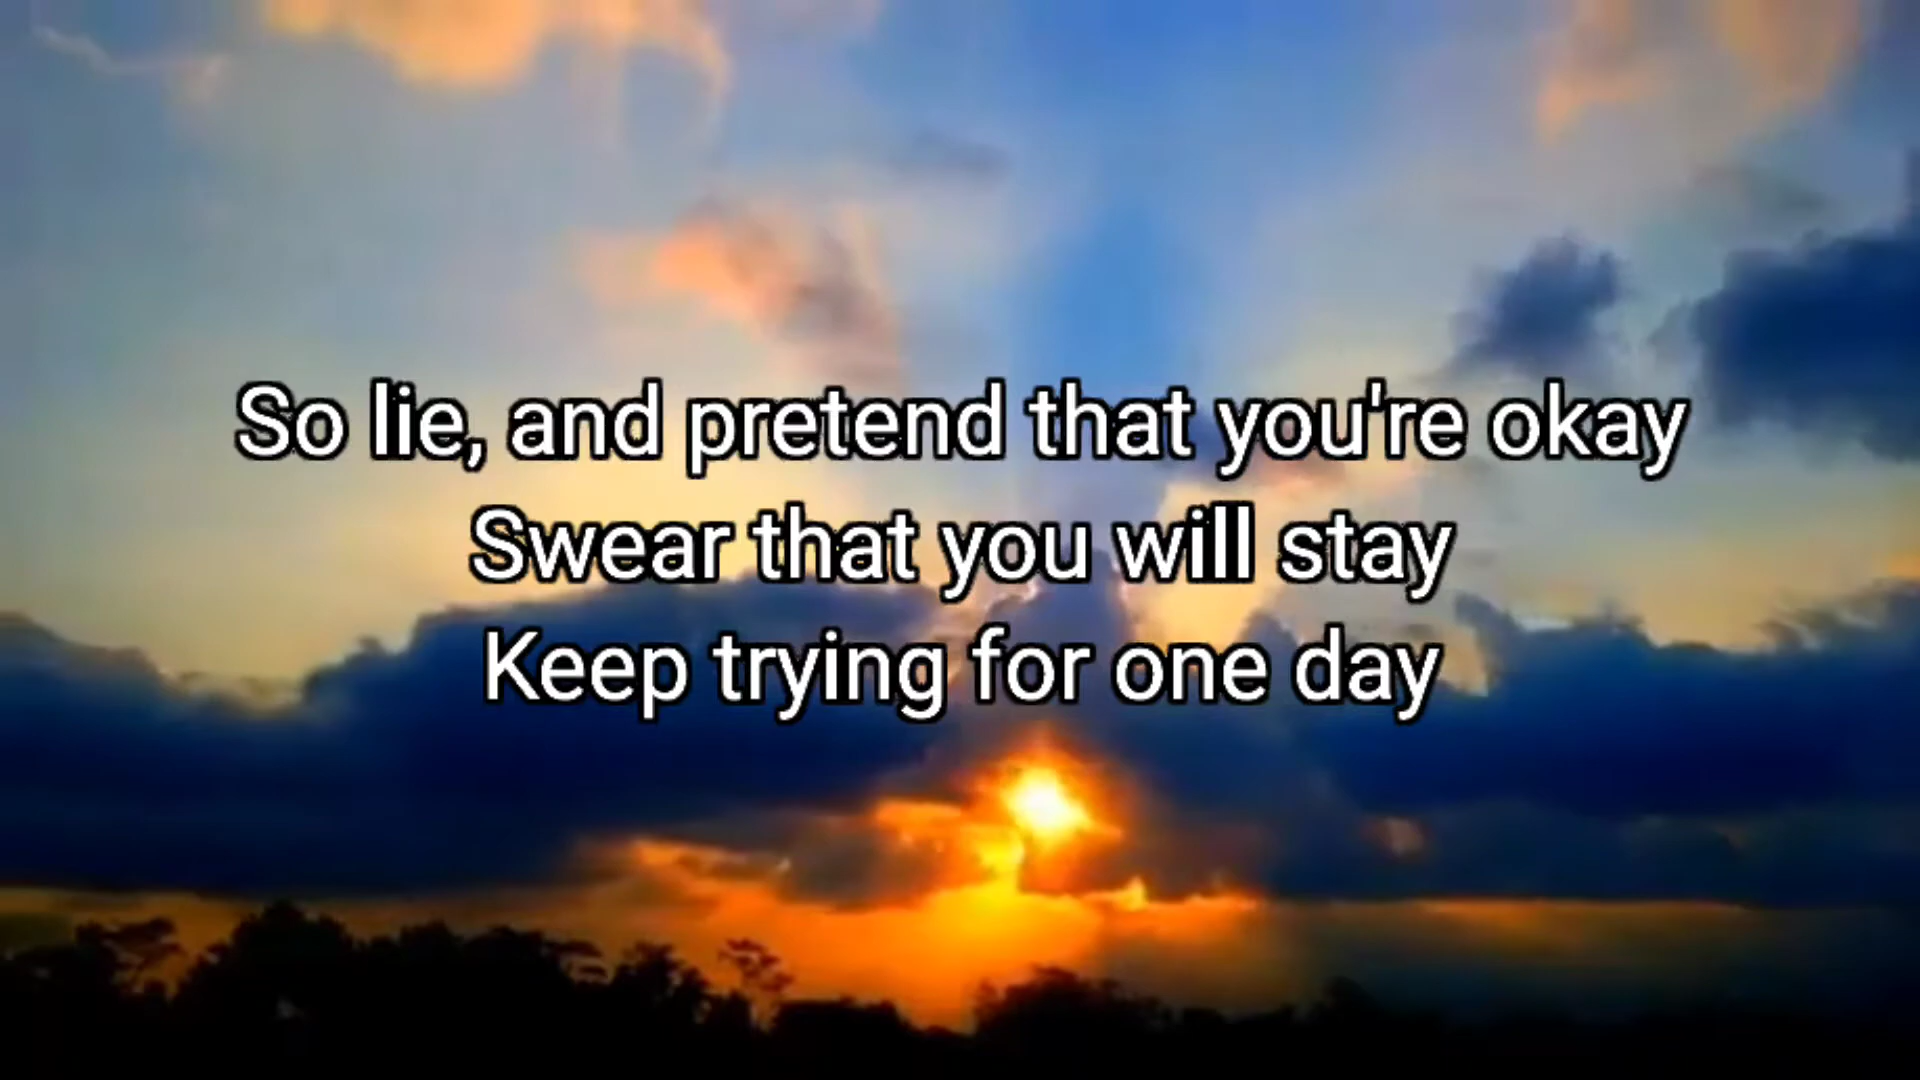 So lie, and pretend that you're okay
Swear that you will stay
Keep trying for one day